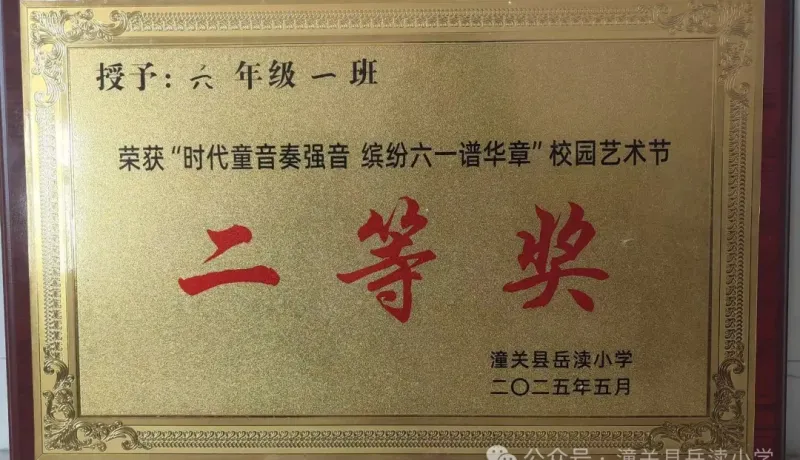 授予：六年级一班
荣获“时代童音奏强音 缤纷六一谱华章”校园艺术节
二等奖
潼关县岳渎小学
二〇二五年五月
公众号·潼关县岳渎小学